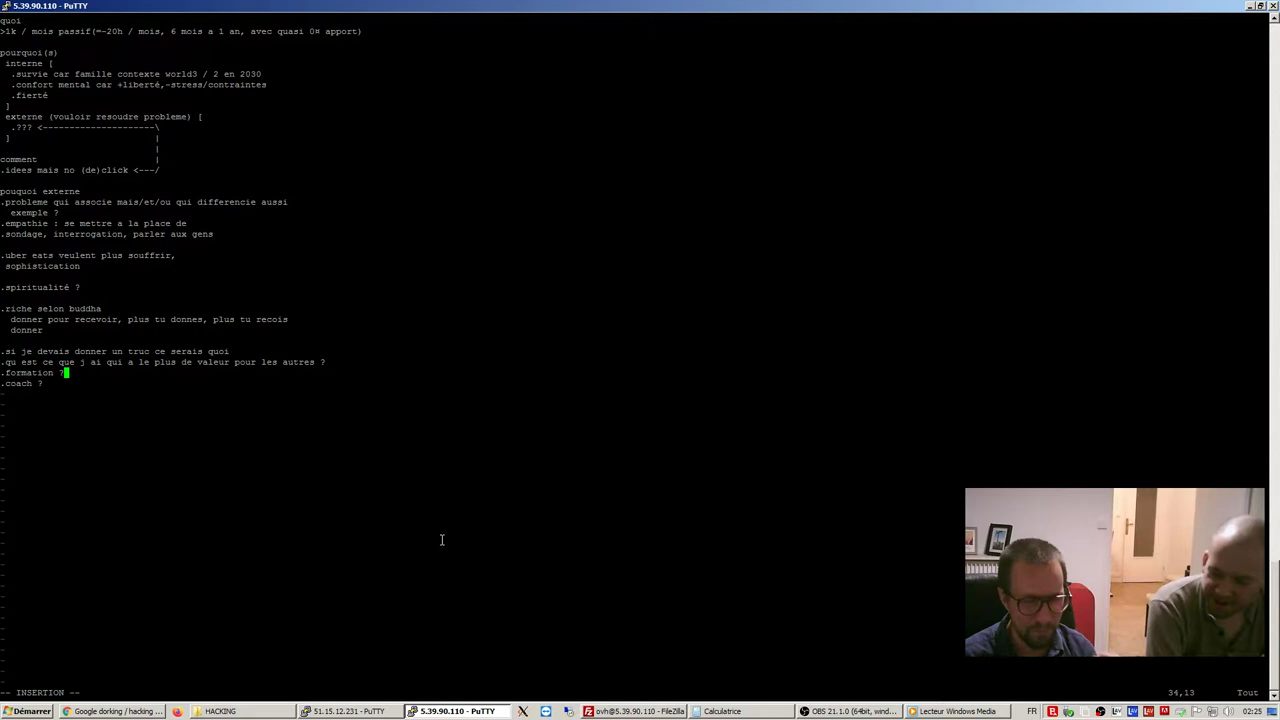 5.39.90.110 - PuTTY
quoi
>1k / mois passif(=~20h / mois, 6 mois a 1 an, avec quasi 0¤ apport)
pourquoi(s)
interne [
.survie car famille contexte world3 / 2 en 2030
.confort mental car +liberté,-stress/contraintes
.fierté
]
externe (vouloir resoudre probleme) [
.??? <----------------------\
] |
|
comment |
.idees mais no (de)click <---/
pouquoi externe
.probleme qui associe mais/et/ou qui differencie aussi
exemple ?
.empathie : se mettre a la place de
.sondage, interrogation, parler aux gens
.uber eats veulent plus souffrir,
sophistication
.spiritualité ?
.riche selon buddha
donner pour recevoir, plus tu donnes, plus tu recois
donner
.si je devais donner un truc ce serais quoi
.qu est ce que j ai qui a le plus de valeur pour les autres ?
.formation ?
.coach ?
-- INSERTION -- 34,13 Tout
Démarrer Google dorking / hacking ... HACKING 51.15.12.231 - PuTTY 5.39.90.110 - PuTTY ovh@5.39.90.110 - FileZilla Calculatrice OBS 21.1.0 (64bit, wind... Lecteur Windows Media FR 02:25